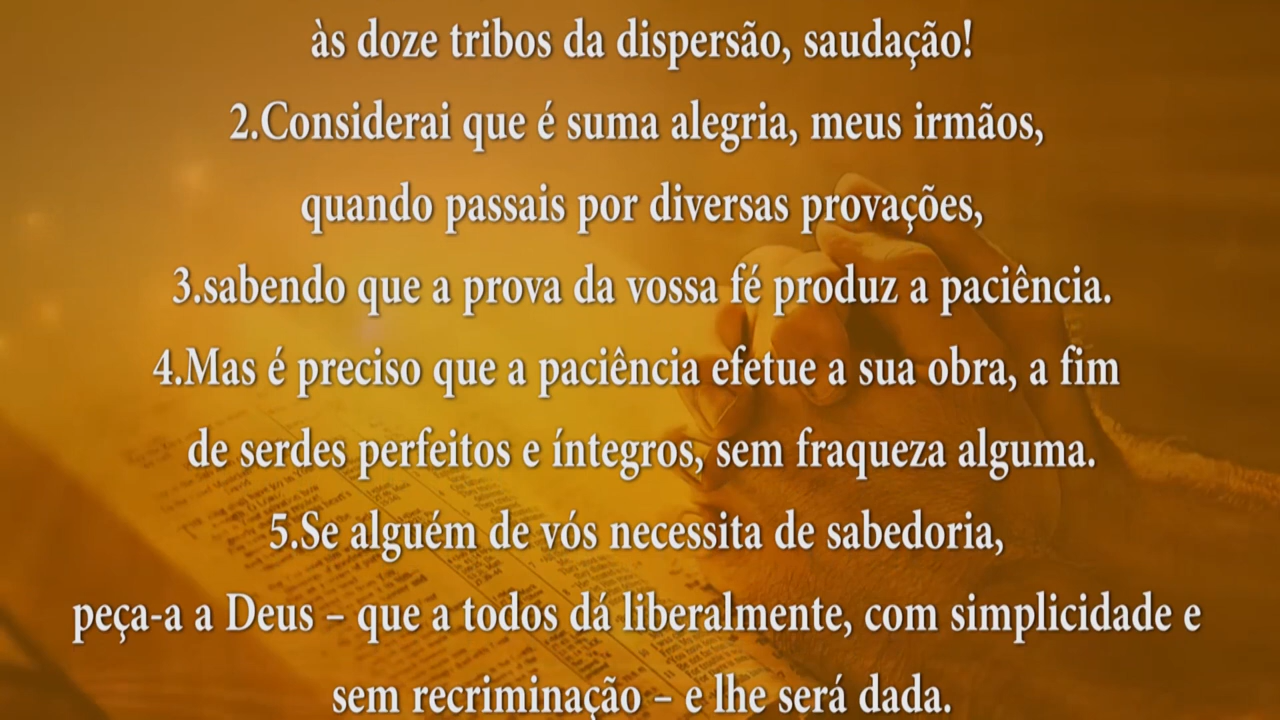 às doze tribos da dispersão, saudação!
2.Considerai que é suma alegria, meus irmãos,
quando passais por diversas provações,
3.sabendo que a prova da vossa fé produz a paciência.
4.Mas é preciso que a paciência efetue a sua obra, a fim
de serdes perfeitos e íntegros, sem fraqueza alguma.
5.Se alguém de vós necessita de sabedoria,
peça-a a Deus – que a todos dá liberalmente, com simplicidade e
sem recriminação – e lhe será dada.